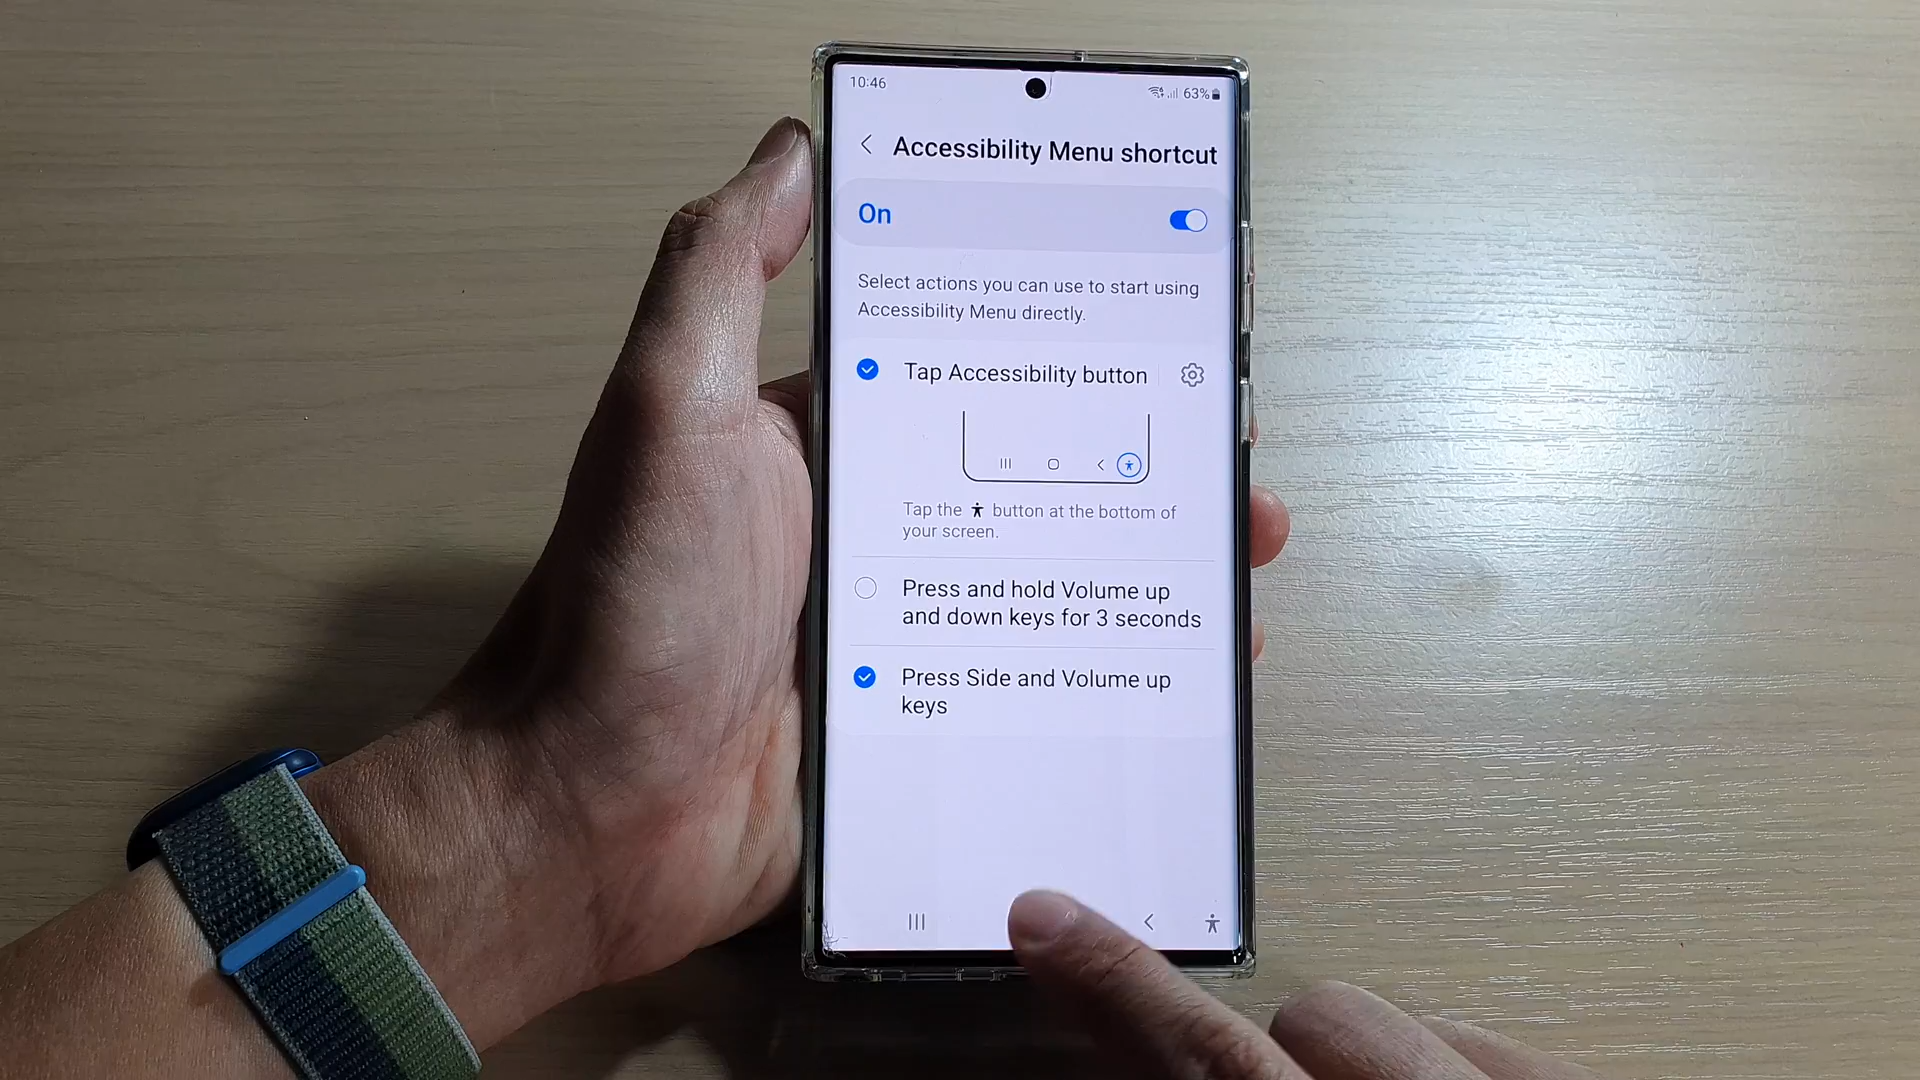 10:46
63%
Accessibility Menu shortcut
On
Select actions you can use to start using
Accessibility Menu directly.
Tap Accessibility button
Tap the button at the bottom of
your screen.
Press and hold Volume up
and down keys for 3 seconds
Press Side and Volume up
keys